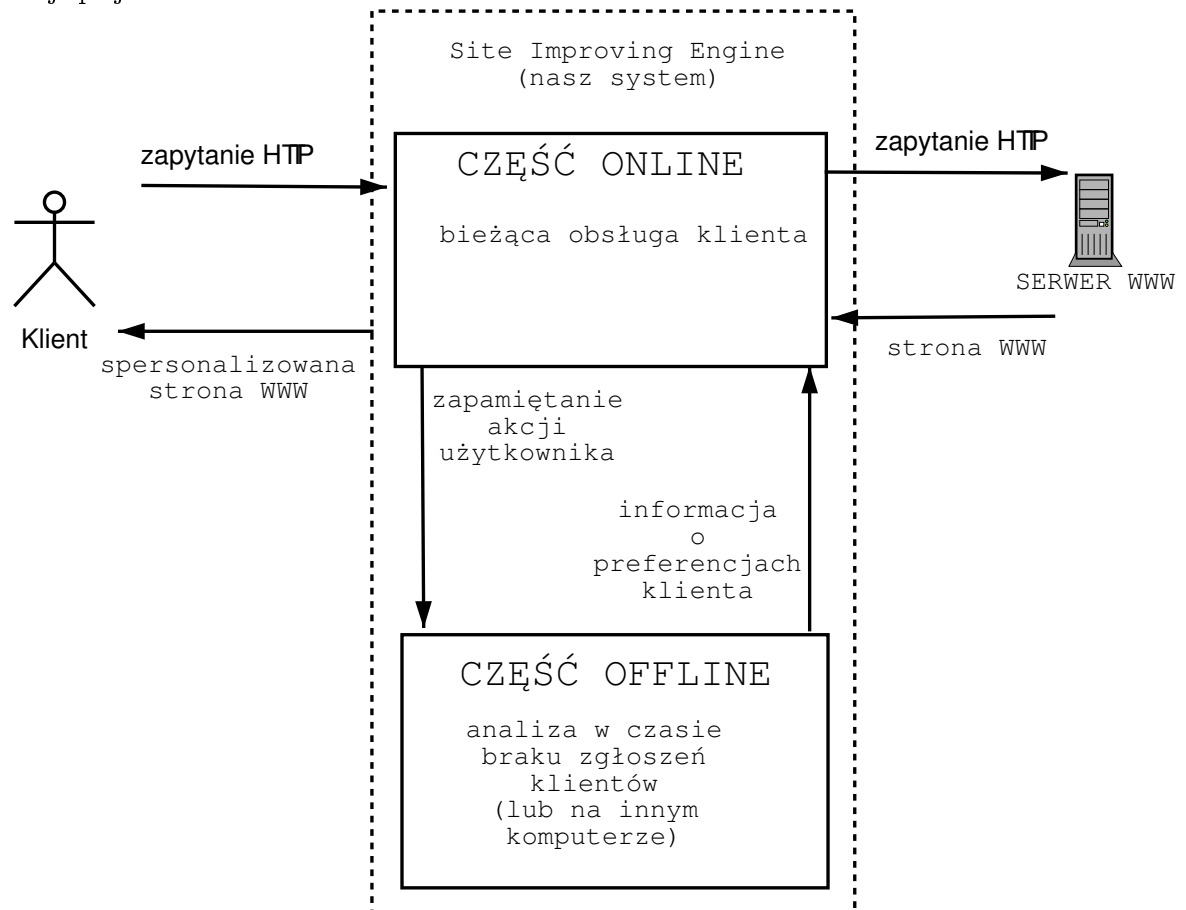 Site Improving Engine
(nasz system)
zapytanie HTTP
CZĘŚĆ ONLINE
bieżąca obsługa klienta
zapytanie HTTP
SERWER WWW
Klient
spersonalizowana
strona WWW
strona WWW
zapamiętanie
akcji
użytkownika
informacja
o
preferencjach
klienta
CZĘŚĆ OFFLINE
analiza w czasie
braku zgłoszeń
klientów
(lub na innym
komputerze)